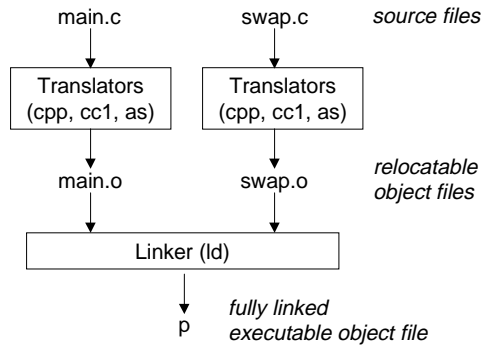 main.c swap.c source files
Translators Translators
(cpp, cc1, as) (cpp, cc1, as)
main.o swap.o relocatable
object files
Linker (ld)
fully linked
p executable object file